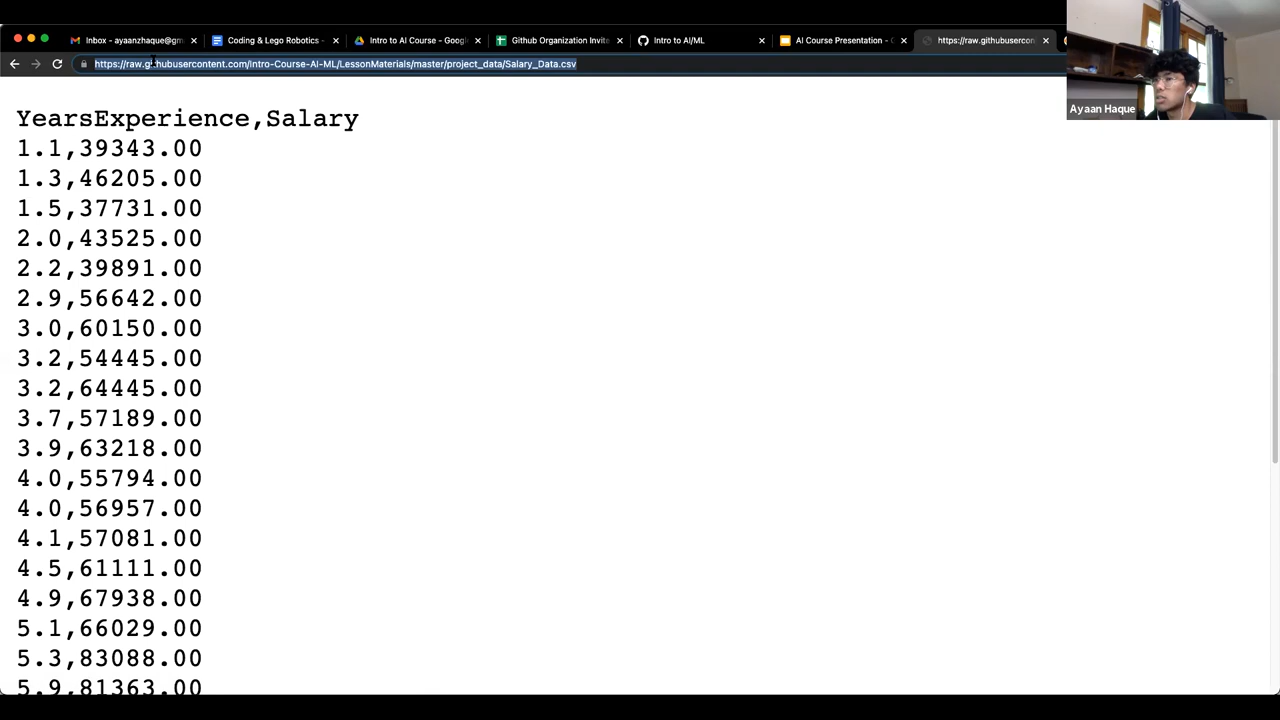 Inbox - ayaanzhaque@gm
Coding & Lego Robotics -
Intro to AI Course - Googl
Github Organization Invite
Intro to AI/ML
AI Course Presentation -
https://raw.githubusercon
https://raw.githubusercontent.com/Intro-Course-AI-ML/LessonMaterials/master/project_data/Salary_Data.csv
Ayaan Haque
YearsExperience,Salary
1.1,39343.00
1.3,46205.00
1.5,37731.00
2.0,43525.00
2.2,39891.00
2.9,56642.00
3.0,60150.00
3.2,54445.00
3.2,64445.00
3.7,57189.00
3.9,63218.00
4.0,55794.00
4.0,56957.00
4.1,57081.00
4.5,61111.00
4.9,67938.00
5.1,66029.00
5.3,83088.00
5.9,81363.00